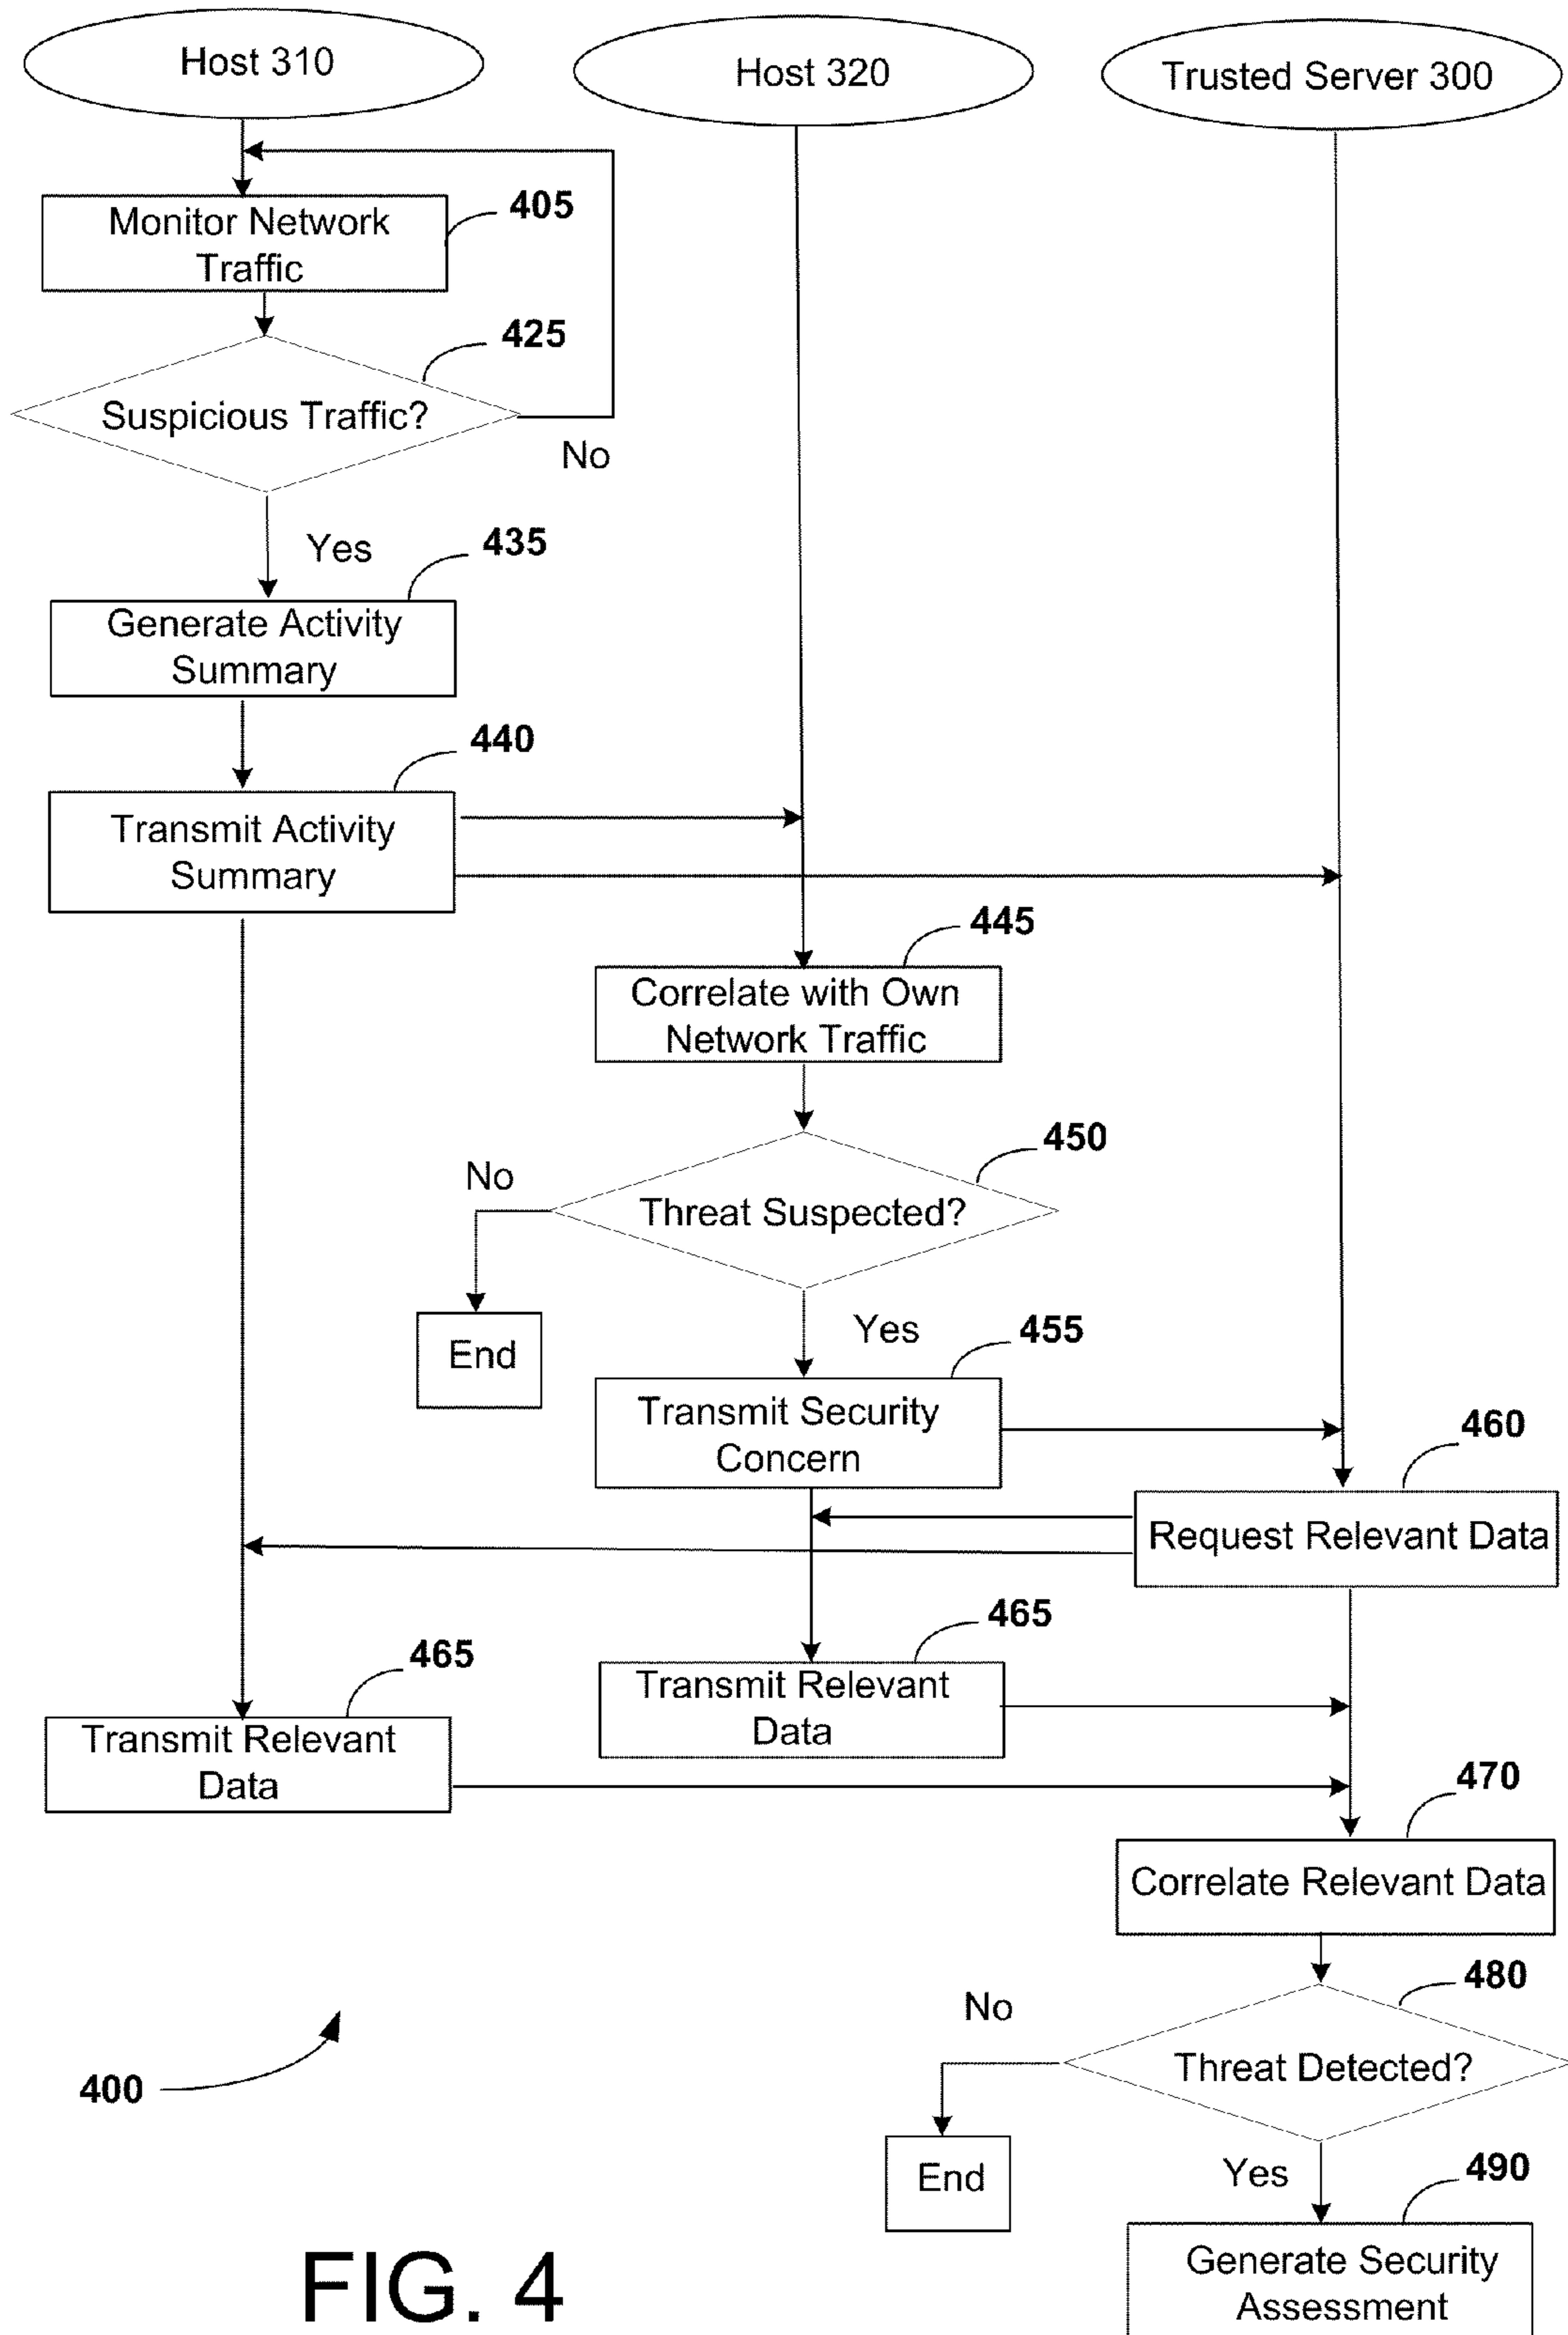 Host 310
Host 320
Trusted Server 300
Monitor Network
Traffic
405
425
Suspicious Traffic?
No
Yes
435
Generate Activity
Summary
440
Transmit Activity
Summary
445
Correlate with Own
Network Traffic
450
No
Threat Suspected?
End
Yes
455
Transmit Security
Concern
460
Request Relevant Data
465
Transmit Relevant
Data
465
Transmit Relevant
Data
470
Correlate Relevant Data
480
No
Threat Detected?
400
End
Yes
490
Generate Security
Assessment
FIG. 4